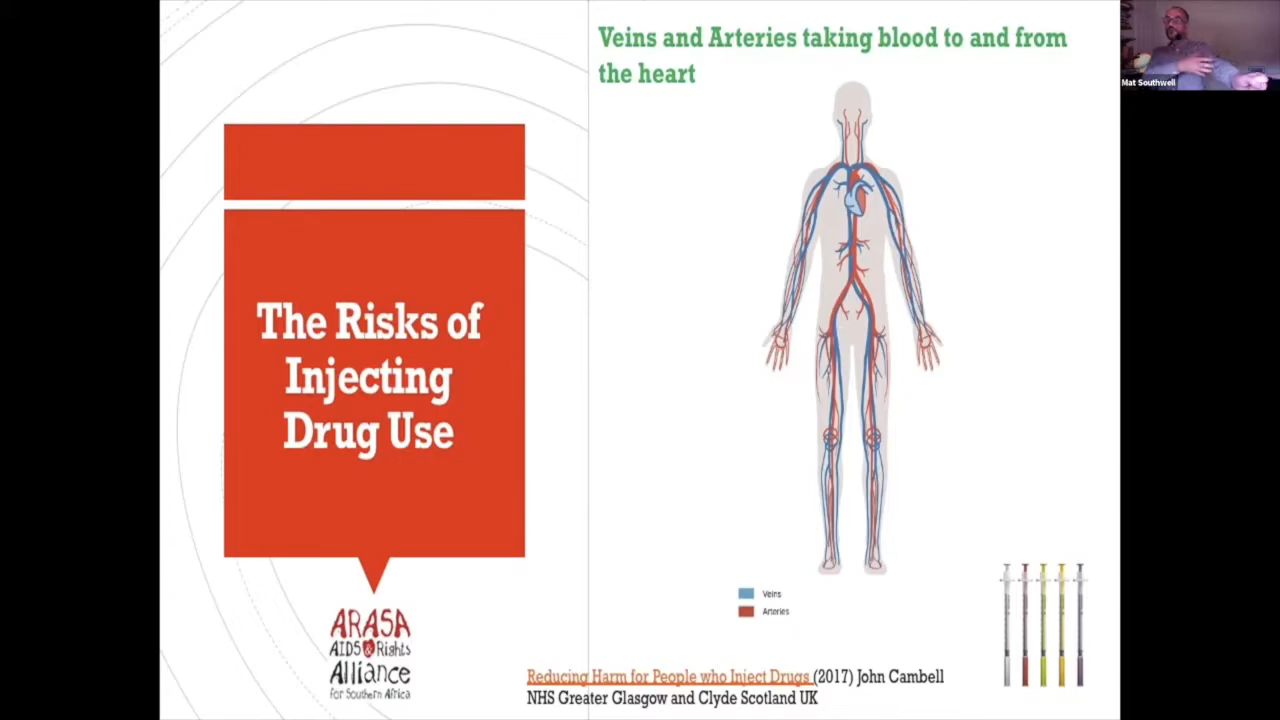 Veins and Arteries taking blood to and from
the heart
Mat Southwell
The Risks of
Injecting
Drug Use
Veins
Arteries
ARASA
AIDS & Rights
Alliance
for Southern Africa
Reducing Harm for People who Inject Drugs (2017) John Cambell
NHS Greater Glasgow and Clyde Scotland UK